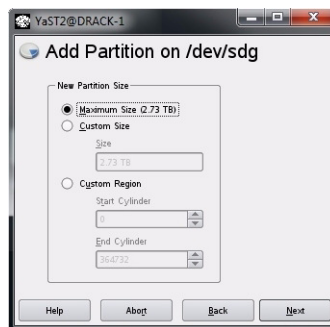 YaST2@DRACK-1
Add Partition on /dev/sdg
New Partition Size
Maximum Size (2.73 TB)
Custom Size
Size
2.73 TB
Custom Region
Start Cylinder
0
End Cylinder
364732
Help Abort Back Next